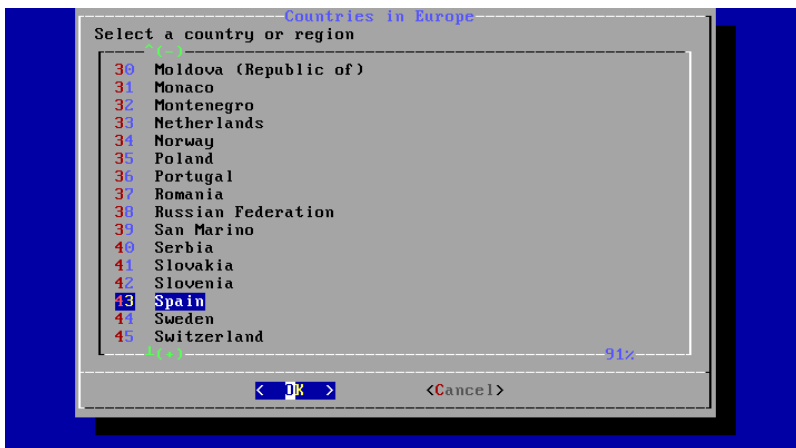 Countries in Europe
Select a country or region
^(-)
30 Moldova (Republic of)
31 Monaco
32 Montenegro
33 Netherlands
34 Norway
35 Poland
36 Portugal
37 Romania
38 Russian Federation
39 San Marino
40 Serbia
41 Slovakia
42 Slovenia
43 Spain
44 Sweden
45 Switzerland
┴(+) 91%
< OK > <Cancel>